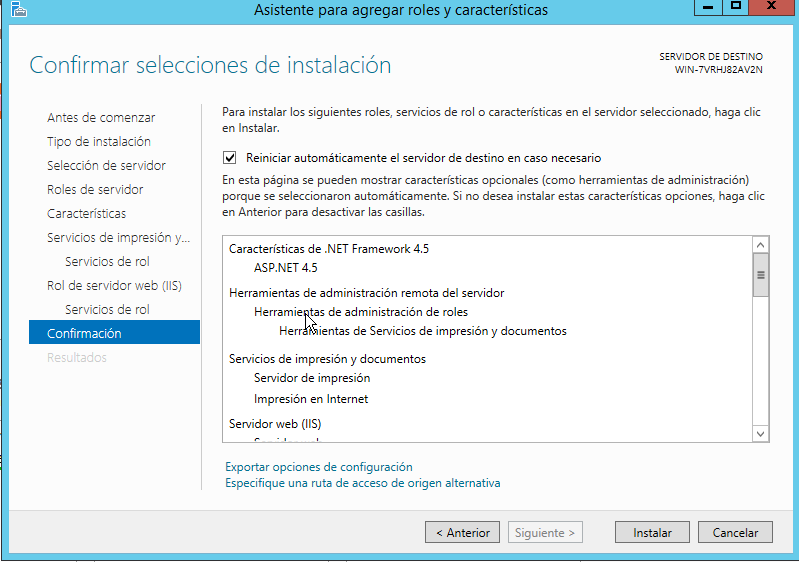 Asistente para agregar roles y características
Confirmar selecciones de instalación
SERVIDOR DE DESTINO
WIN-7VRHJ82AV2N
Antes de comenzar
Tipo de instalación
Selección de servidor
Roles de servidor
Características
Servicios de impresión y...
Servicios de rol
Rol de servidor web (IIS)
Servicios de rol
Confirmación
Resultados
Para instalar los siguientes roles, servicios de rol o características en el servidor seleccionado, haga clic
en Instalar.
Reiniciar automáticamente el servidor de destino en caso necesario
En esta página se pueden mostrar características opcionales (como herramientas de administración)
porque se seleccionaron automáticamente. Si no desea instalar estas características opciones, haga clic
en Anterior para desactivar las casillas.
Características de .NET Framework 4.5
ASP.NET 4.5
Herramientas de administración remota del servidor
Herramientas de administración de roles
Herramientas de Servicios de impresión y documentos
Servicios de impresión y documentos
Servidor de impresión
Impresión en Internet
Servidor web (IIS)
Exportar opciones de configuración
Especifique una ruta de acceso de origen alternativa
< Anterior
Siguiente >
Instalar
Cancelar